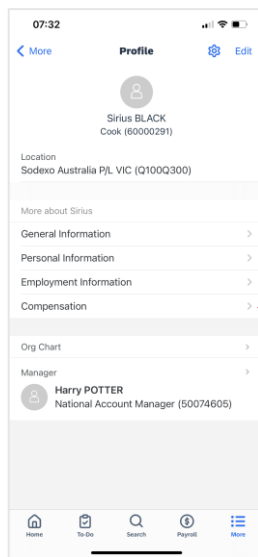 07:32
More
Profile
Edit
Sirius BLACK
Cook (60000291)
Location
Sodexo Australia P/L VIC (Q100Q300)
More about Sirius
General Information
Personal Information
Employment Information
Compensation
Org Chart
Manager
Harry POTTER
National Account Manager (50074605)
Home
To-Do
Search
Payroll
More